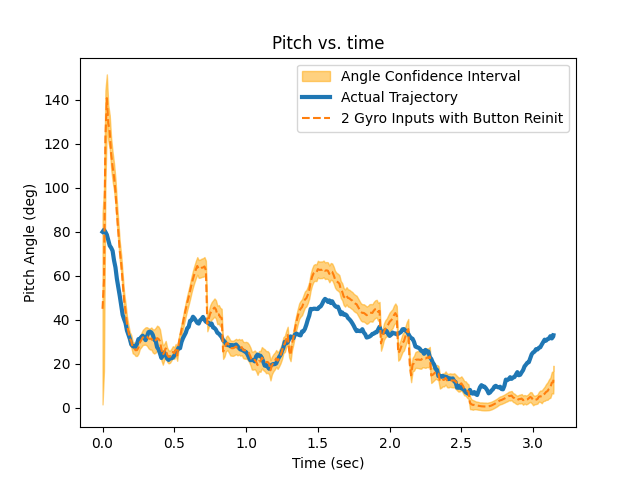 Pitch vs. time
Angle Confidence Interval
Actual Trajectory
2 Gyro Inputs with Button Reinit
Pitch Angle (deg)
140
120
100
80
60
40
20
0
0.0 0.5 1.0 1.5 2.0 2.5 3.0
Time (sec)